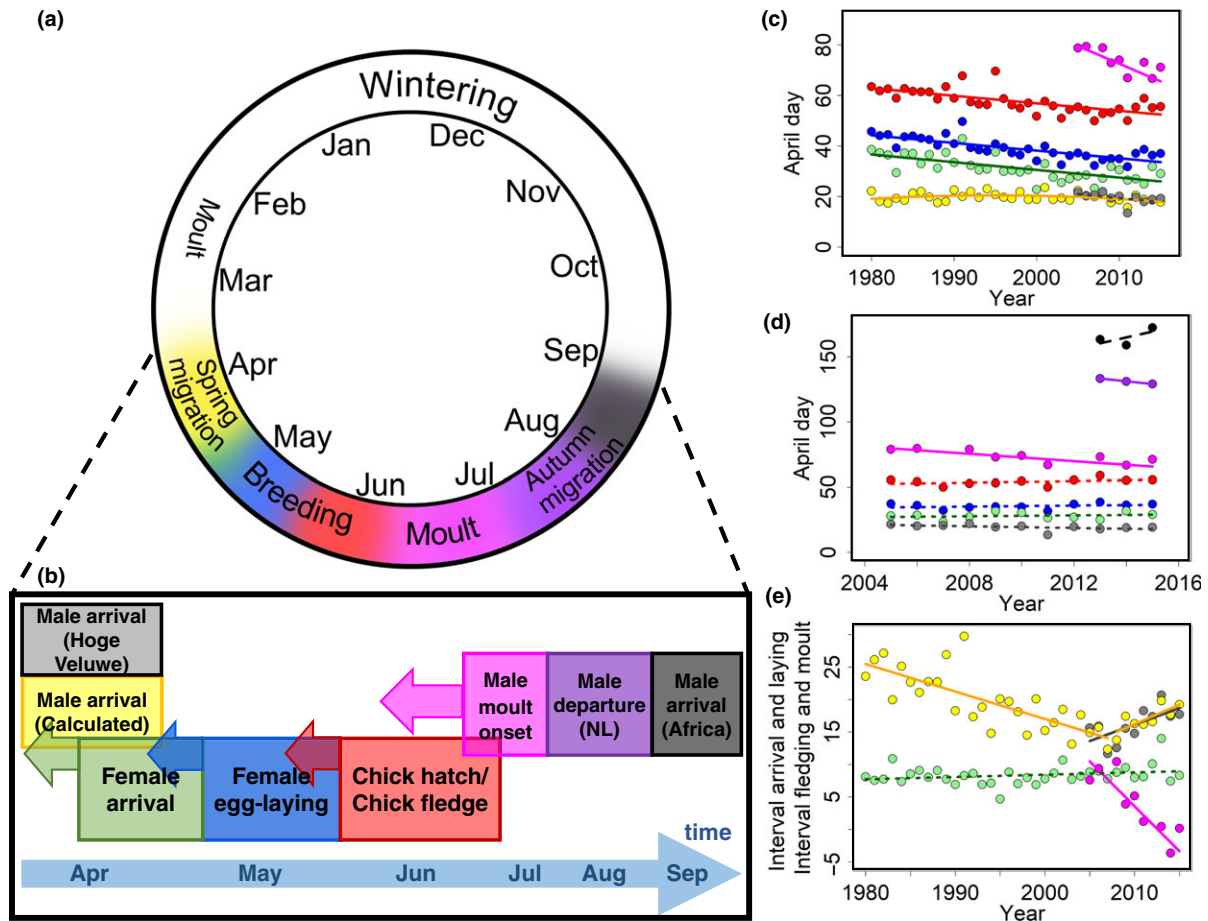 (a)
Wintering
Jan
Dec
Feb
Nov
Moult
Mar
Oct
Apr
Sep
Spring
migration
May
Aug
Autumn
migration
Breeding
Jun
Jul
Moult
(b)
Male arrival
(Hoge
Veluwe)
Male arrival
(Calculated)
Female
arrival
Female
egg-laying
Chick hatch/
Chick fledge
Male
moult
onset
Male
departure
(NL)
Male
arrival
(Africa)
time
Apr
May
Jun
Jul
Aug
Sep
(c)
April day
0
20
40
60
80
1980
1990
2000
2010
Year
(d)
April day
0
50
100
150
2004
2008
2012
2016
Year
(e)
Interval arrival and laying
Interval fledging and moult
−5
5
15
25
1980
1990
2000
2010
Year